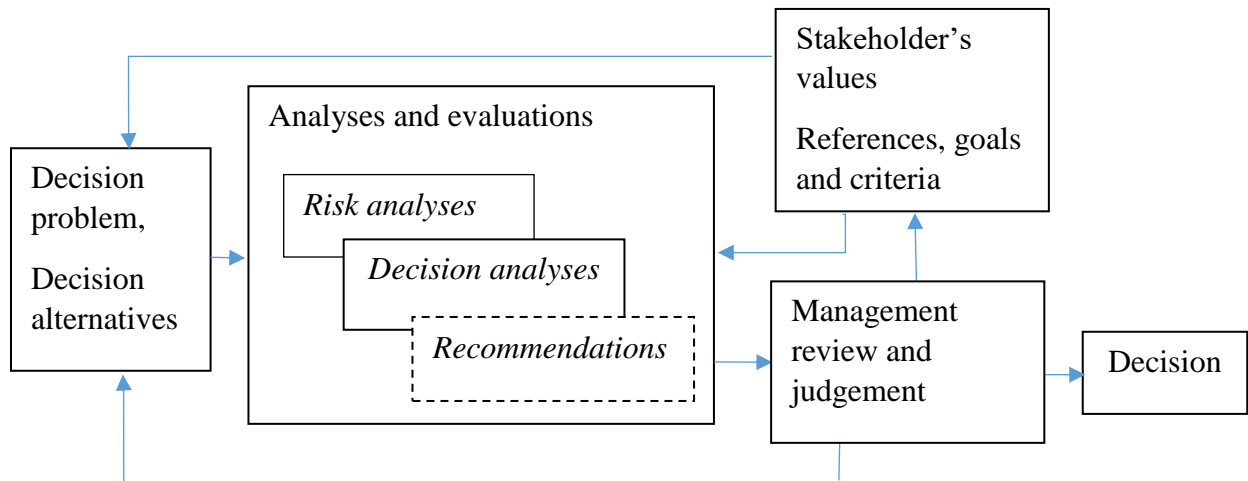 Stakeholder’s
values
References, goals
and criteria
Analyses and evaluations
Decision
problem,
Decision
alternatives
Risk analyses
Decision analyses
Recommendations
Management
review and
judgement
Decision